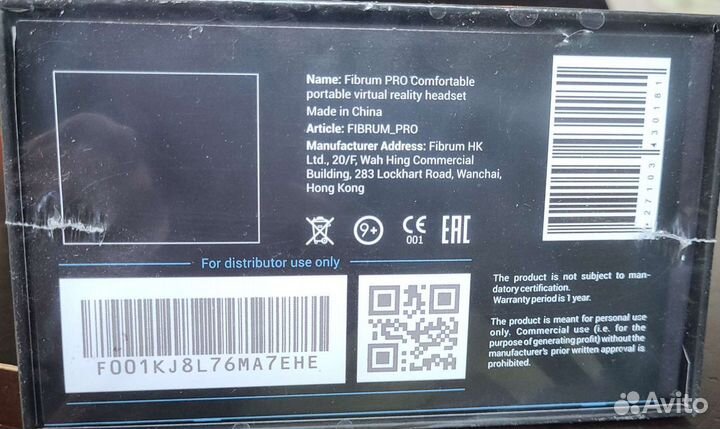 Name: Fibrum PRO Comfortable
portable virtual reality headset
Made in China
Article: FIBRUM_PRO
Manufacturer Address: Fibrum HK
Ltd., 20/F, Wah Hing Commercial
Building, 283 Lockhart Road, Wanchai,
Hong Kong
9+
CE
001
EAC
For distributor use only
F001KJ8L76MA7EHE
The product is not subject to man-
datory certification.
Warranty period is 1 year.
The product is meant for personal use
only. Commercial use (i.e. for the
purpose of generating profit) without the
manufacturer's prior written approval is
prohibited.
427103 430181
Avito